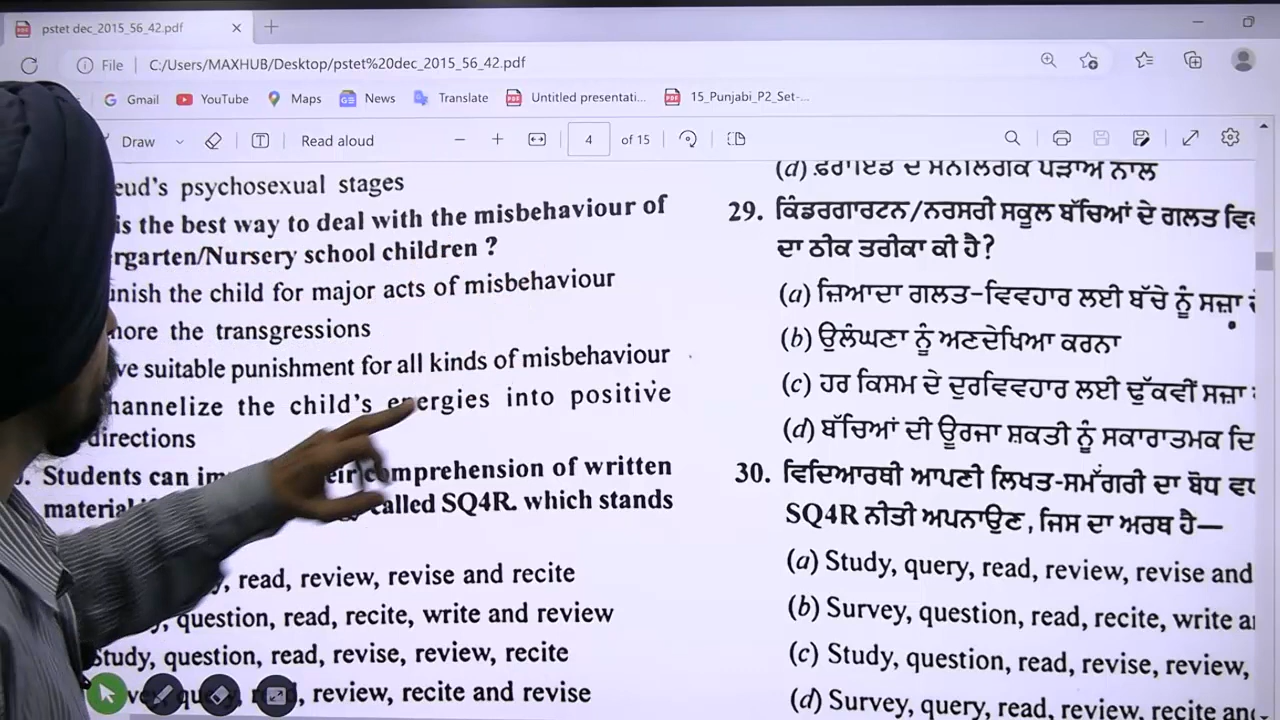 pstet dec_2015_56_42.pdf
File C:/Users/MAXHUB/Desktop/pstet%20dec_2015_56_42.pdf
Gmail YouTube Maps News Translate Untitled presentati... 15_Punjabi_P2_Set-...
Draw Read aloud 4 of 15
eud's psychosexual stages
is the best way to deal with the misbehaviour of
rgarten/Nursery school children ?
nish the child for major acts of misbehaviour
nore the transgressions
ve suitable punishment for all kinds of misbehaviour
hannelize the child's energies into positive
directions
Students can comprehension of written
material called SQ4R. which stands
read, review, revise and recite
question, read, recite, write and review
Study, question, read, revise, review, recite
review, recite and revise
(d) ਫ਼ਰਾਇਡ ਦੇ ਮਨੋਲਿੰਗਕ ਪੜਾਅ ਨਾਲ
29. ਕਿੰਡਰਗਾਰਟਨ/ਨਰਸਰੀ ਸਕੂਲ ਬੱਚਿਆਂ ਦੇ ਗਲਤ
ਦਾ ਠੀਕ ਤਰੀਕਾ ਕੀ ਹੈ?
(a) ਜ਼ਿਆਦਾ ਗਲਤ-ਵਿਵਹਾਰ ਲਈ ਬੱਚੇ ਨੂੰ ਸਜ਼ਾ
(b) ਉਲੰਘਣਾ ਨੂੰ ਅਣਦੇਖਿਆ ਕਰਨਾ
(c) ਹਰ ਕਿਸਮ ਦੇ ਦੁਰਵਿਵਹਾਰ ਲਈ ਢੁੱਕਵੀਂ ਸਜ਼ਾ
(d) ਬੱਚਿਆਂ ਦੀ ਊਰਜਾ ਸ਼ਕਤੀ ਨੂੰ ਸਕਾਰਾਤਮਕ ਦਿ
30. ਵਿਦਿਆਰਥੀ ਆਪਣੀ ਲਿਖਤ-ਸਮੱਗਰੀ ਦਾ ਬੋਧ ਵਧ
SQ4R ਨੀਤੀ ਅਪਨਾਉਣ, ਜਿਸ ਦਾ ਅਰਥ ਹੈ—
(a) Study, query, read, review, revise and
(b) Survey, question, read, recite, write
(c) Study, question, read, revise, review,
(d) Survey, query, read, review, recite